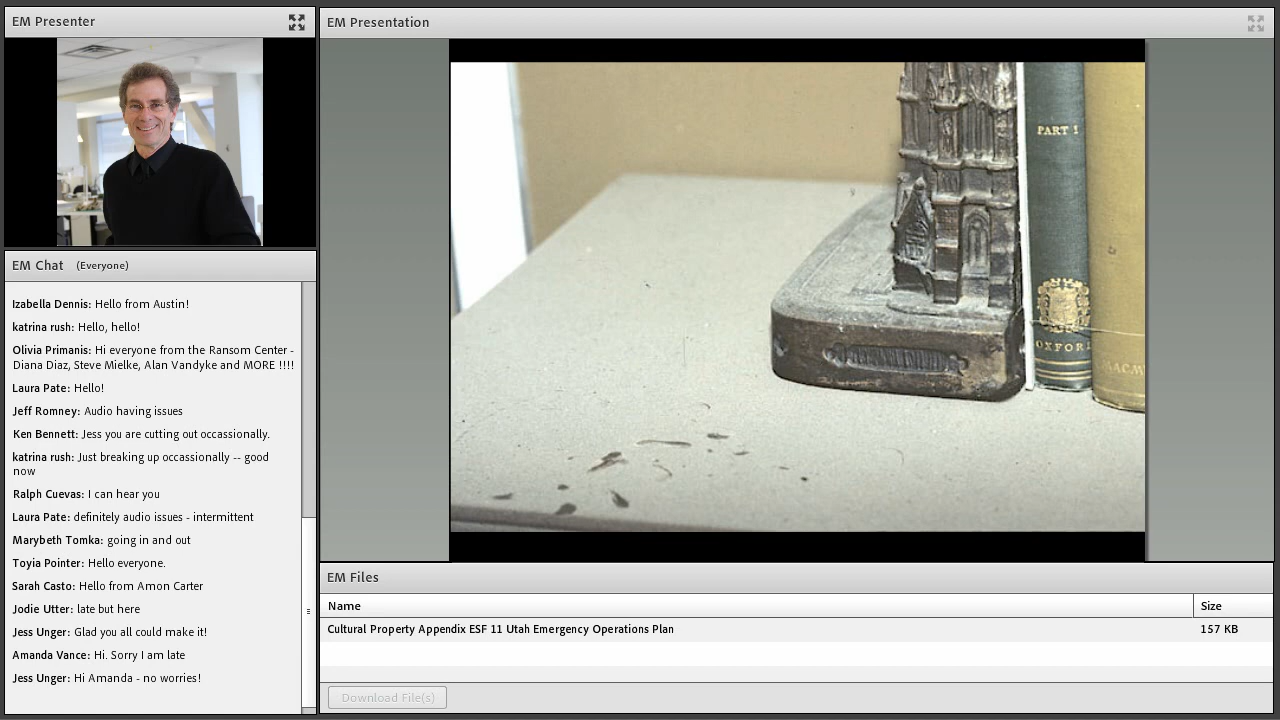 EM Presenter
EM Chat (Everyone)
Izabella Dennis: Hello from Austin!
katrina rush: Hello, hello!
Olivia Primanis: Hi everyone from the Ransom Center -
Diana Diaz, Steve Mielke, Alan Vandyke and MORE !!!!
Laura Pate: Hello!
Jeff Romney: Audio having issues
Ken Bennett: Jess you are cutting out occassionally.
katrina rush: Just breaking up occassionally -- good
now
Ralph Cuevas: I can hear you
Laura Pate: definitely audio issues - intermittent
Marybeth Tomka: going in and out
Toyia Pointer: Hello everyone.
Sarah Casto: Hello from Amon Carter
Jodie Utter: late but here
Jess Unger: Glad you all could make it!
Amanda Vance: Hi. Sorry I am late
Jess Unger: Hi Amanda - no worries!
EM Presentation
PART I
OXFORD
MACM
EM Files
Name Size
Cultural Property Appendix ESF 11 Utah Emergency Operations Plan 157 KB
Download File(s)